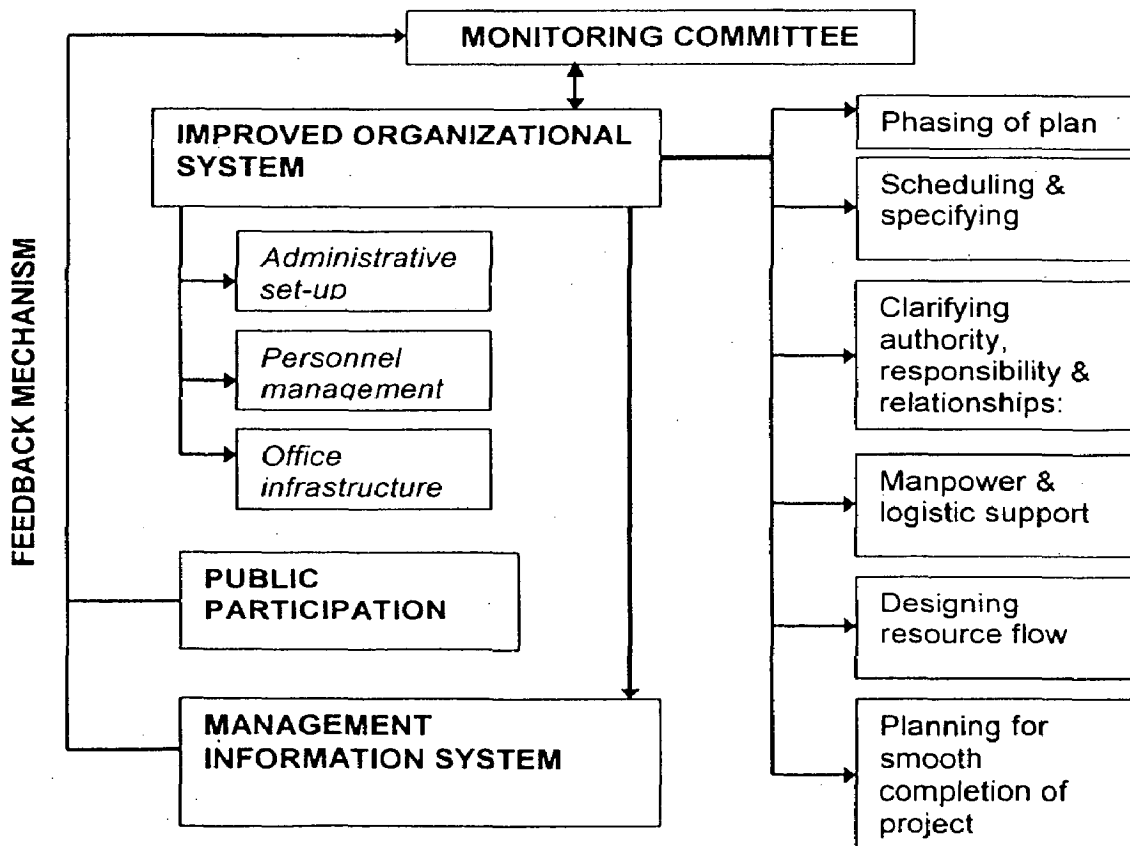 MONITORING COMMITTEE
IMPROVED ORGANIZATIONAL
SYSTEM
Administrative
set-up
Personnel
management
Office
infrastructure
PUBLIC
PARTICIPATION
MANAGEMENT
INFORMATION SYSTEM
FEEDBACK MECHANISM
Phasing of plan
Scheduling &
specifying
Clarifying
authority,
responsibility &
relationships:
Manpower &
logistic support
Designing
resource flow
Planning for
smooth
completion of
project